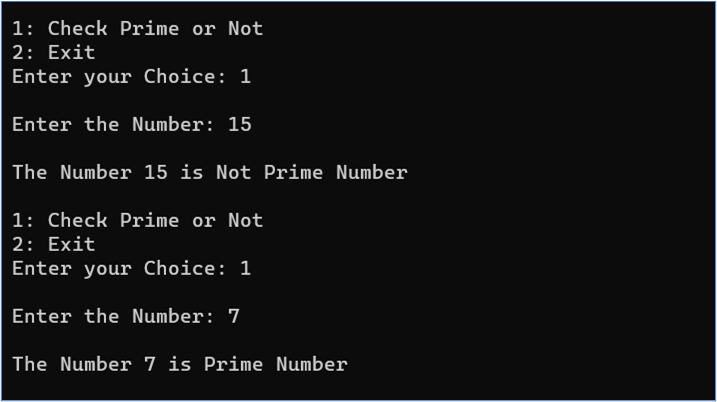 1: Check Prime or Not
2: Exit
Enter your Choice: 1
Enter the Number: 15
The Number 15 is Not Prime Number
1: Check Prime or Not
2: Exit
Enter your Choice: 1
Enter the Number: 7
The Number 7 is Prime Number